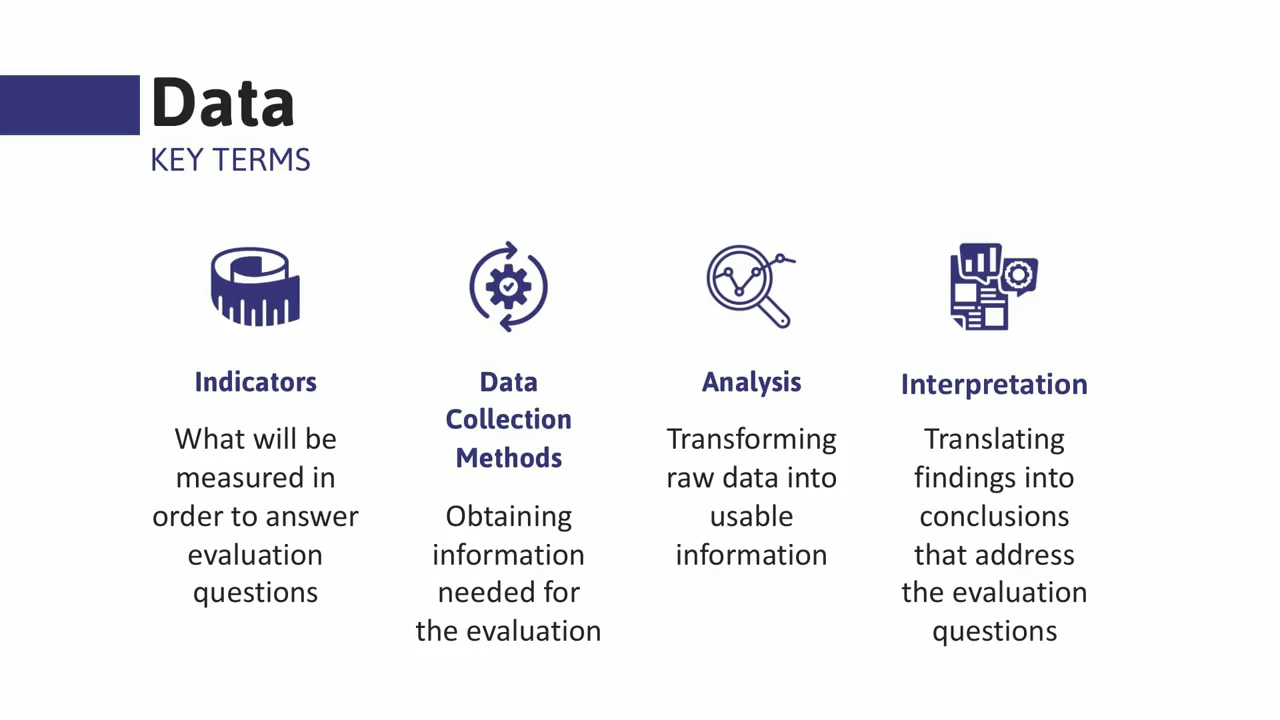 Data
KEY TERMS
Indicators
What will be
measured in
order to answer
evaluation
questions
Data
Collection
Methods
Obtaining
information
needed for
the evaluation
Analysis
Transforming
raw data into
usable
information
Interpretation
Translating
findings into
conclusions
that address
the evaluation
questions